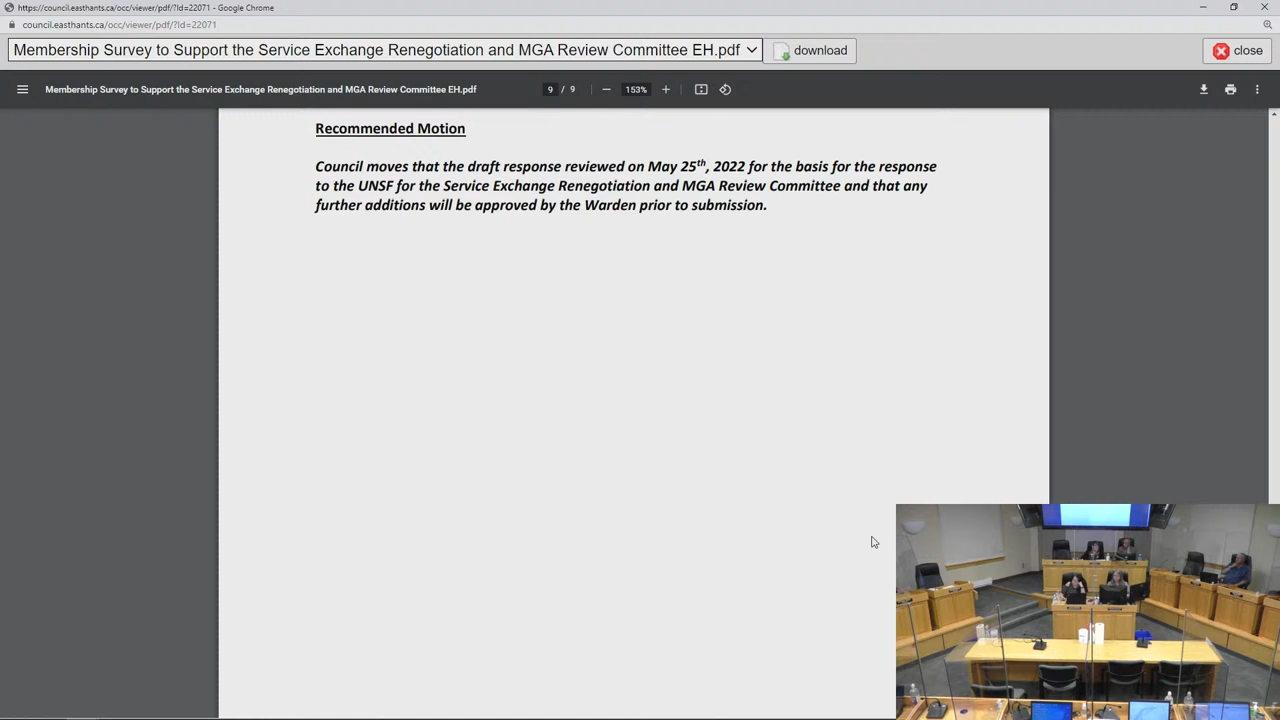 https://council.easthants.ca/occ/viewer/pdf/?Id=22071 - Google Chrome
council.easthants.ca/occ/viewer/pdf/?Id=22071
Membership Survey to Support the Service Exchange Renegotiation and MGA Review Committee EH.pdf download close
Membership Survey to Support the Service Exchange Renegotiation and MGA Review Committee EH.pdf 9 / 9 153%
Recommended Motion
Council moves that the draft response reviewed on May 25th, 2022 for the basis for the response
to the UNSF for the Service Exchange Renegotiation and MGA Review Committee and that any
further additions will be approved by the Warden prior to submission.